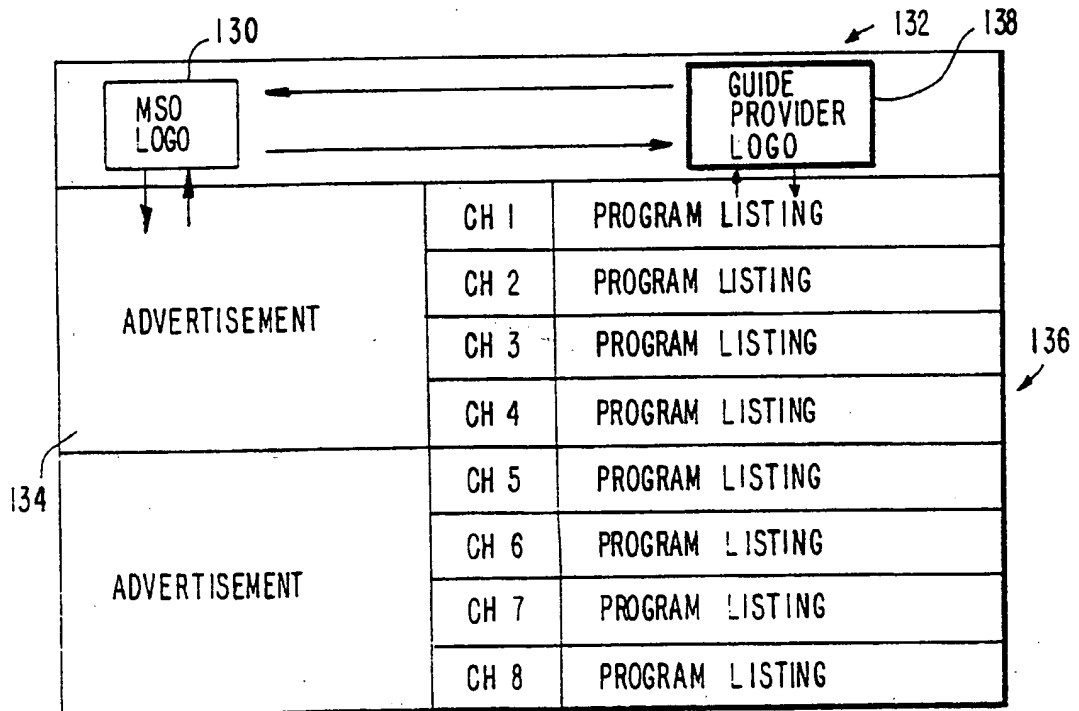 130
132
138
MSO
LOGO
GUIDE
PROVIDER
LOGO
CH 1 PROGRAM LISTING
CH 2 PROGRAM LISTING
ADVERTISEMENT
CH 3 PROGRAM LISTING
136
CH 4 PROGRAM LISTING
134
CH 5 PROGRAM LISTING
CH 6 PROGRAM LISTING
ADVERTISEMENT
CH 7 PROGRAM LISTING
CH 8 PROGRAM LISTING